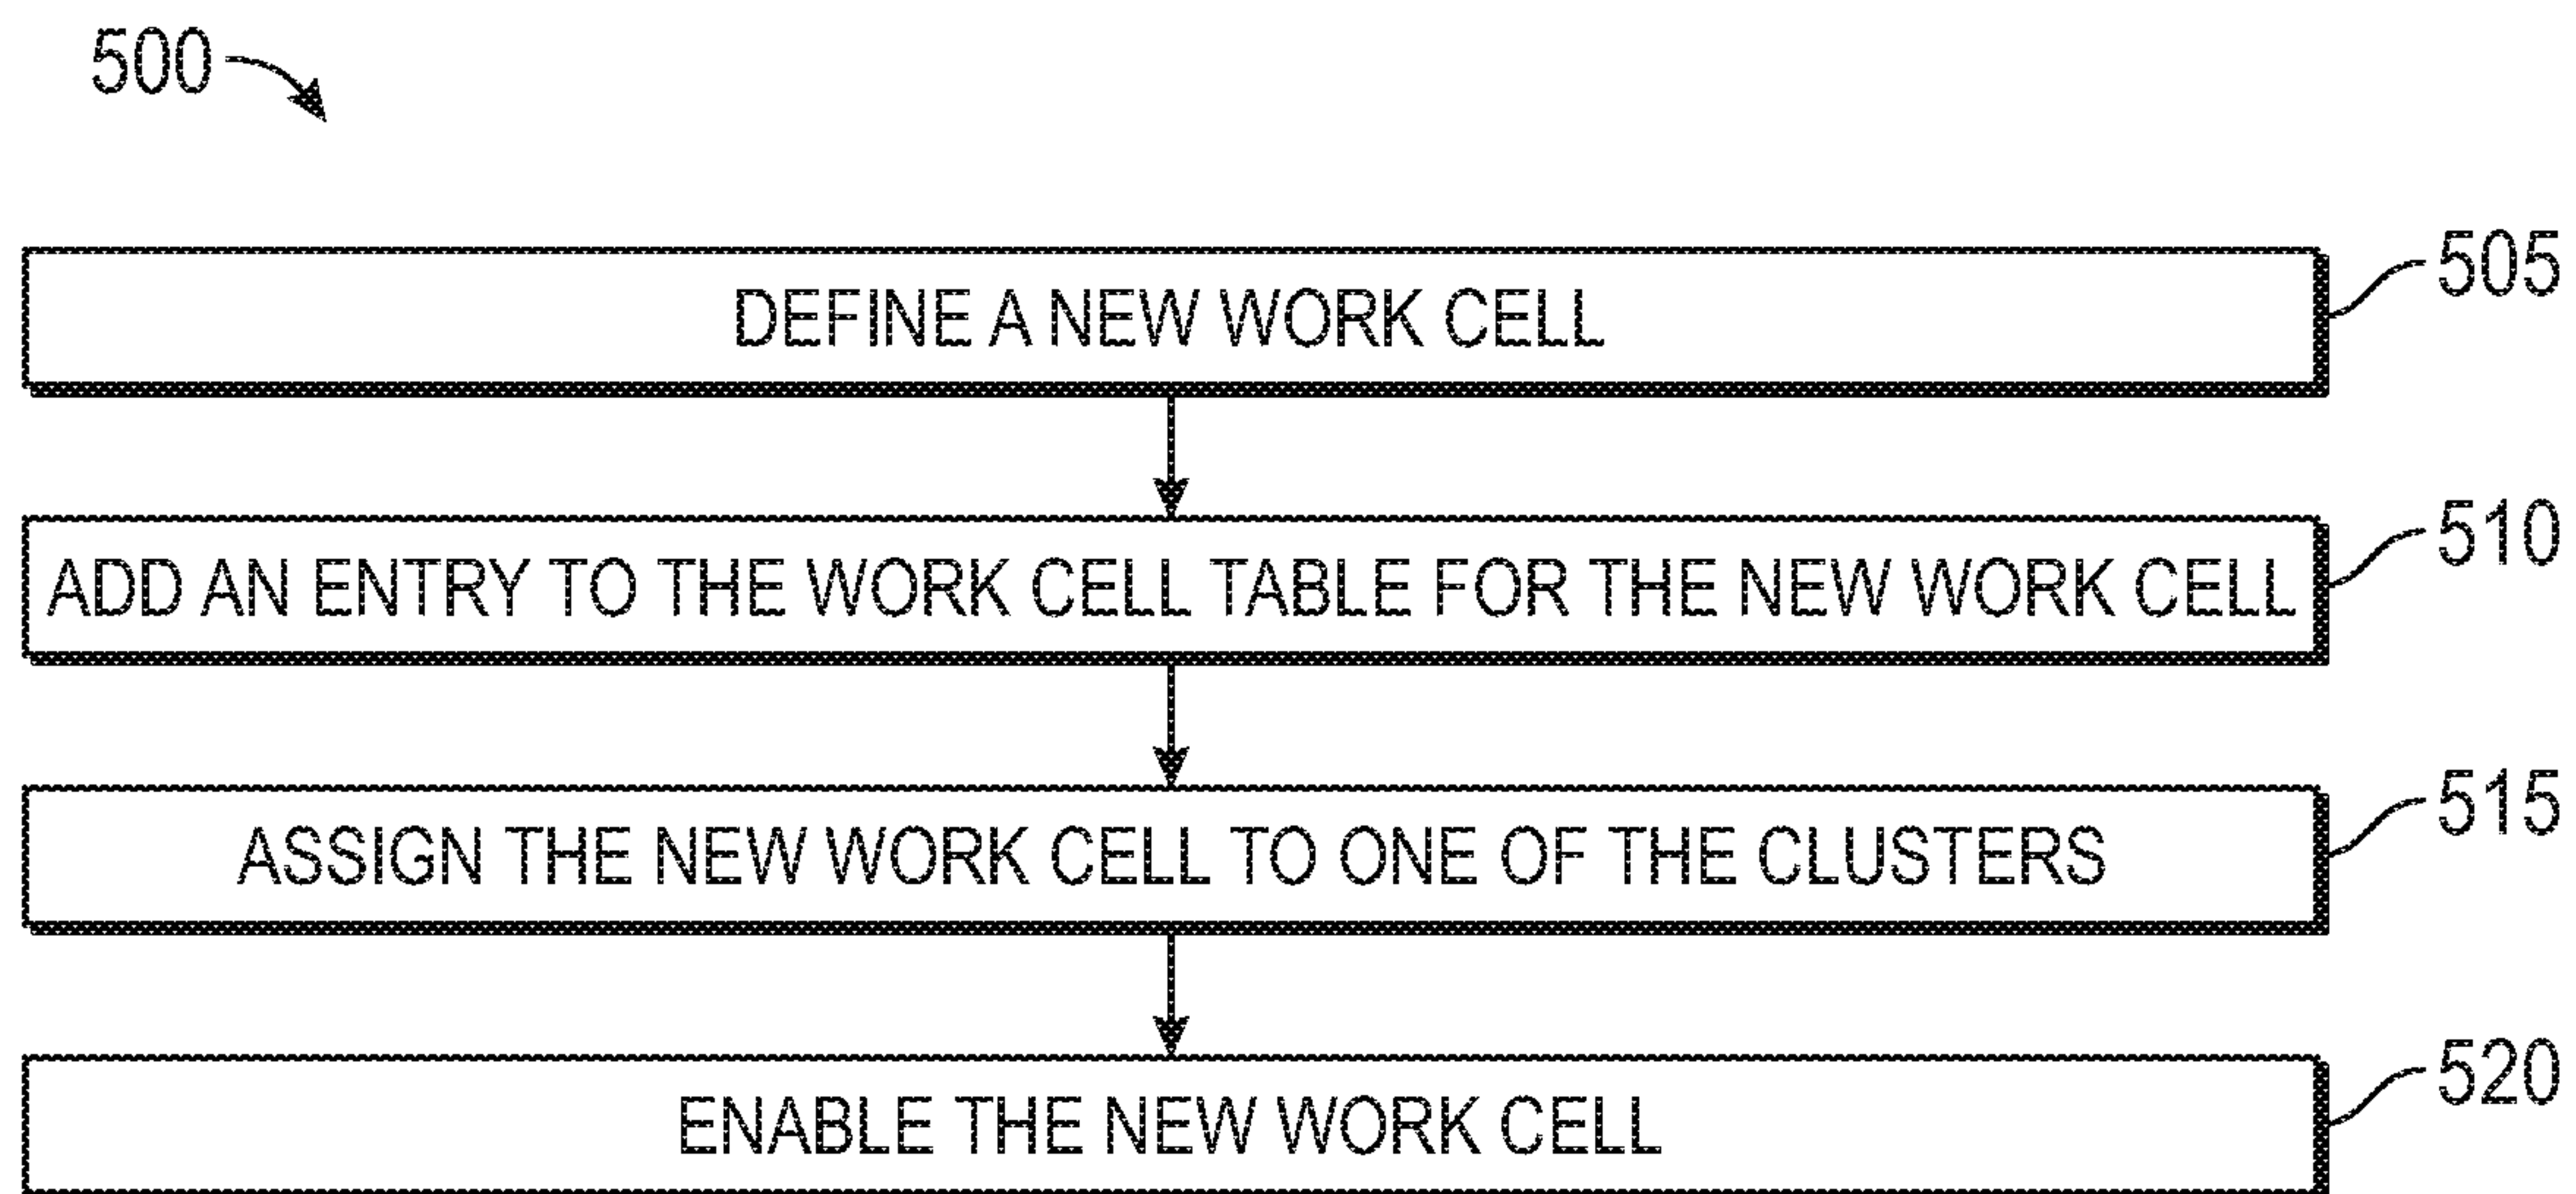 500
DEFINE A NEW WORK CELL
505
ADD AN ENTRY TO THE WORK CELL TABLE FOR THE NEW WORK CELL
510
ASSIGN THE NEW WORK CELL TO ONE OF THE CLUSTERS
515
ENABLE THE NEW WORK CELL
520